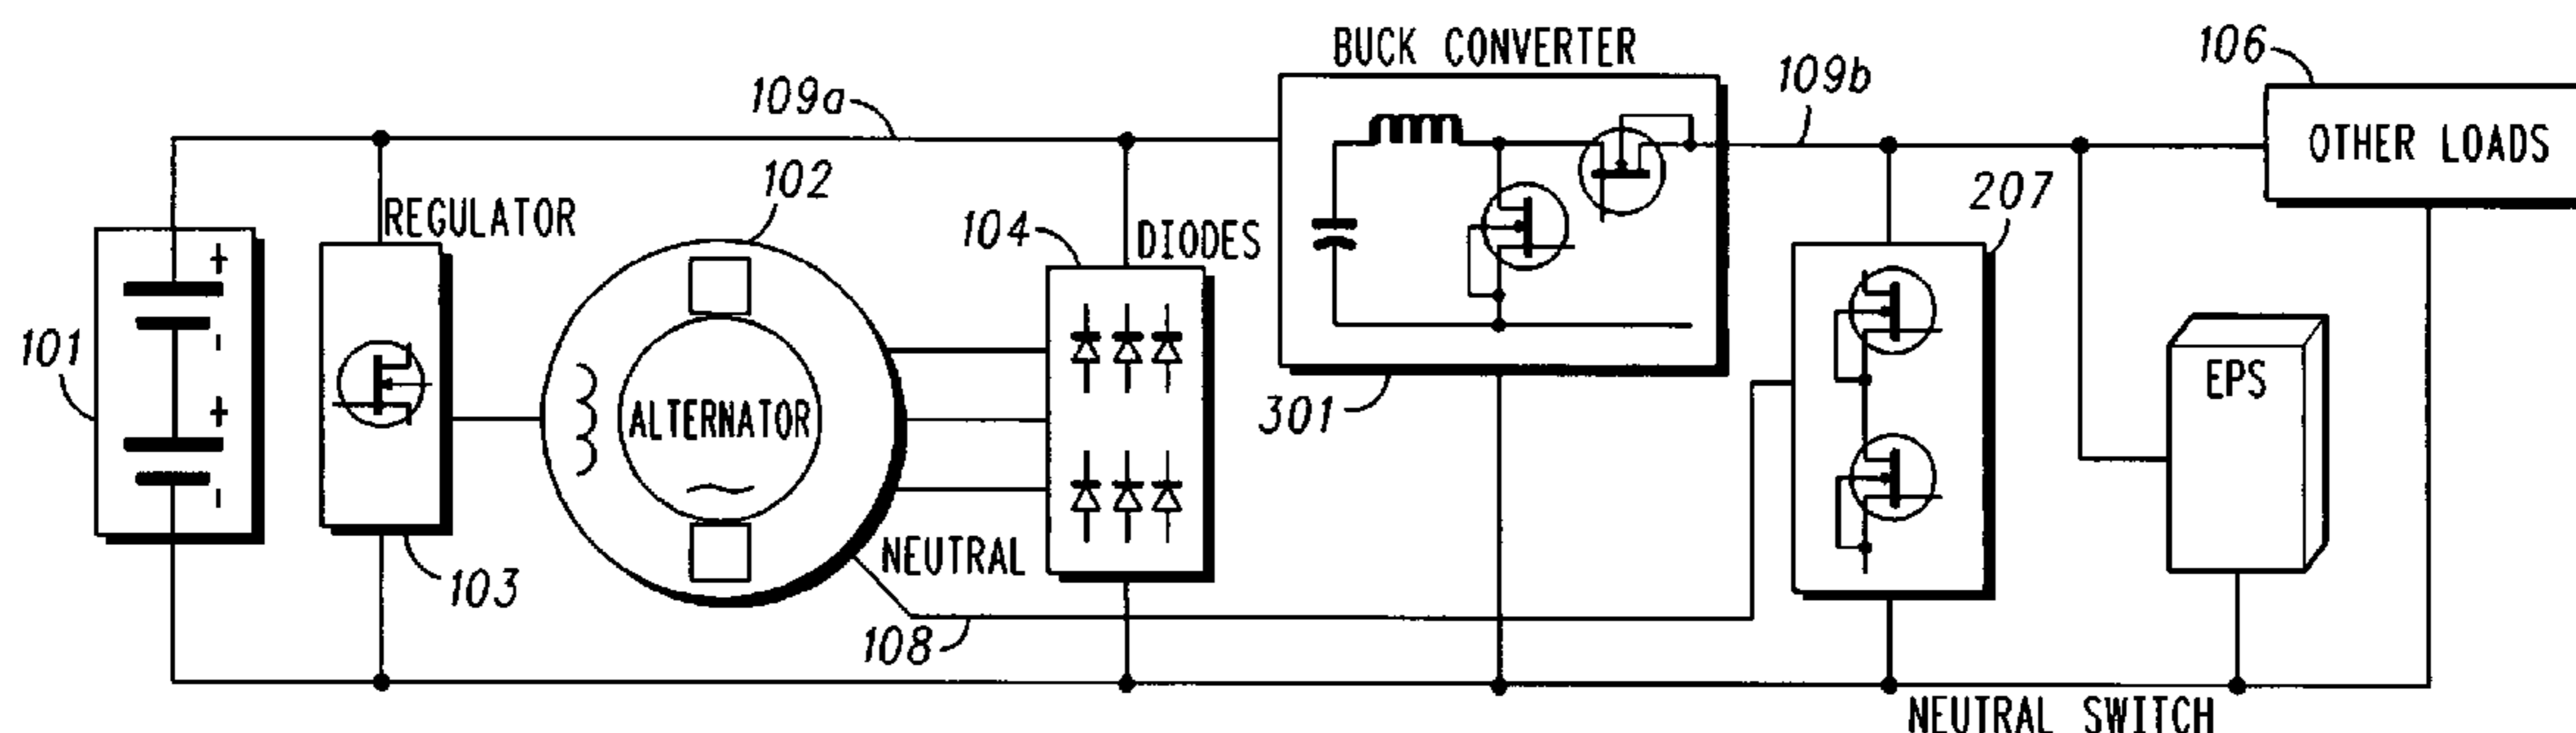 BUCK CONVERTER
106
109a
109b
OTHER LOADS
102
207
REGULATOR
104
DIODES
+
-
101
+
-
ALTERNATOR
301
EPS
103
NEUTRAL
108
NEUTRAL SWITCH